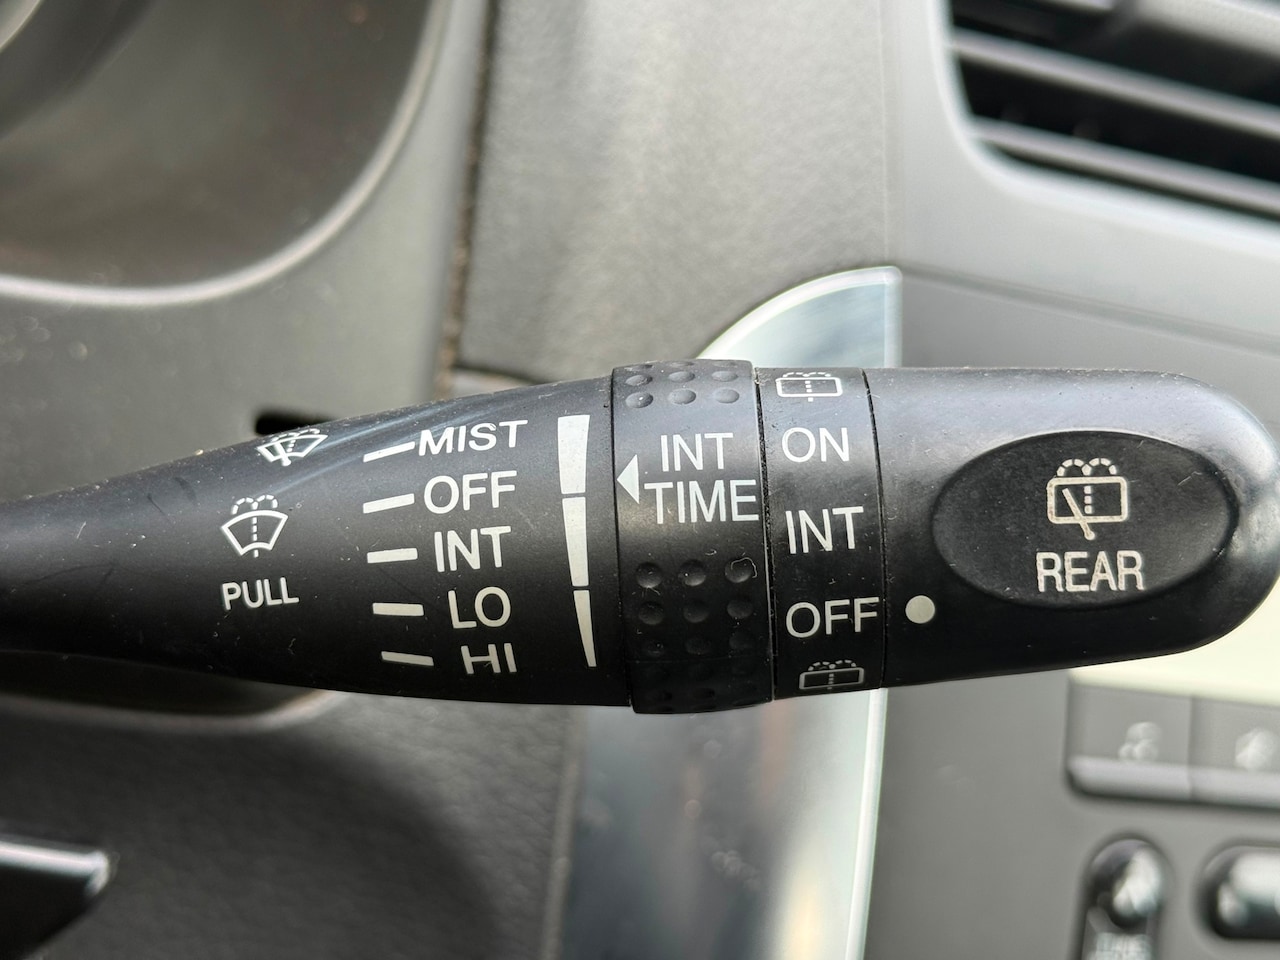 MIST
OFF
INT
LO
HI
PULL
INT
TIME
ON
INT
OFF
REAR